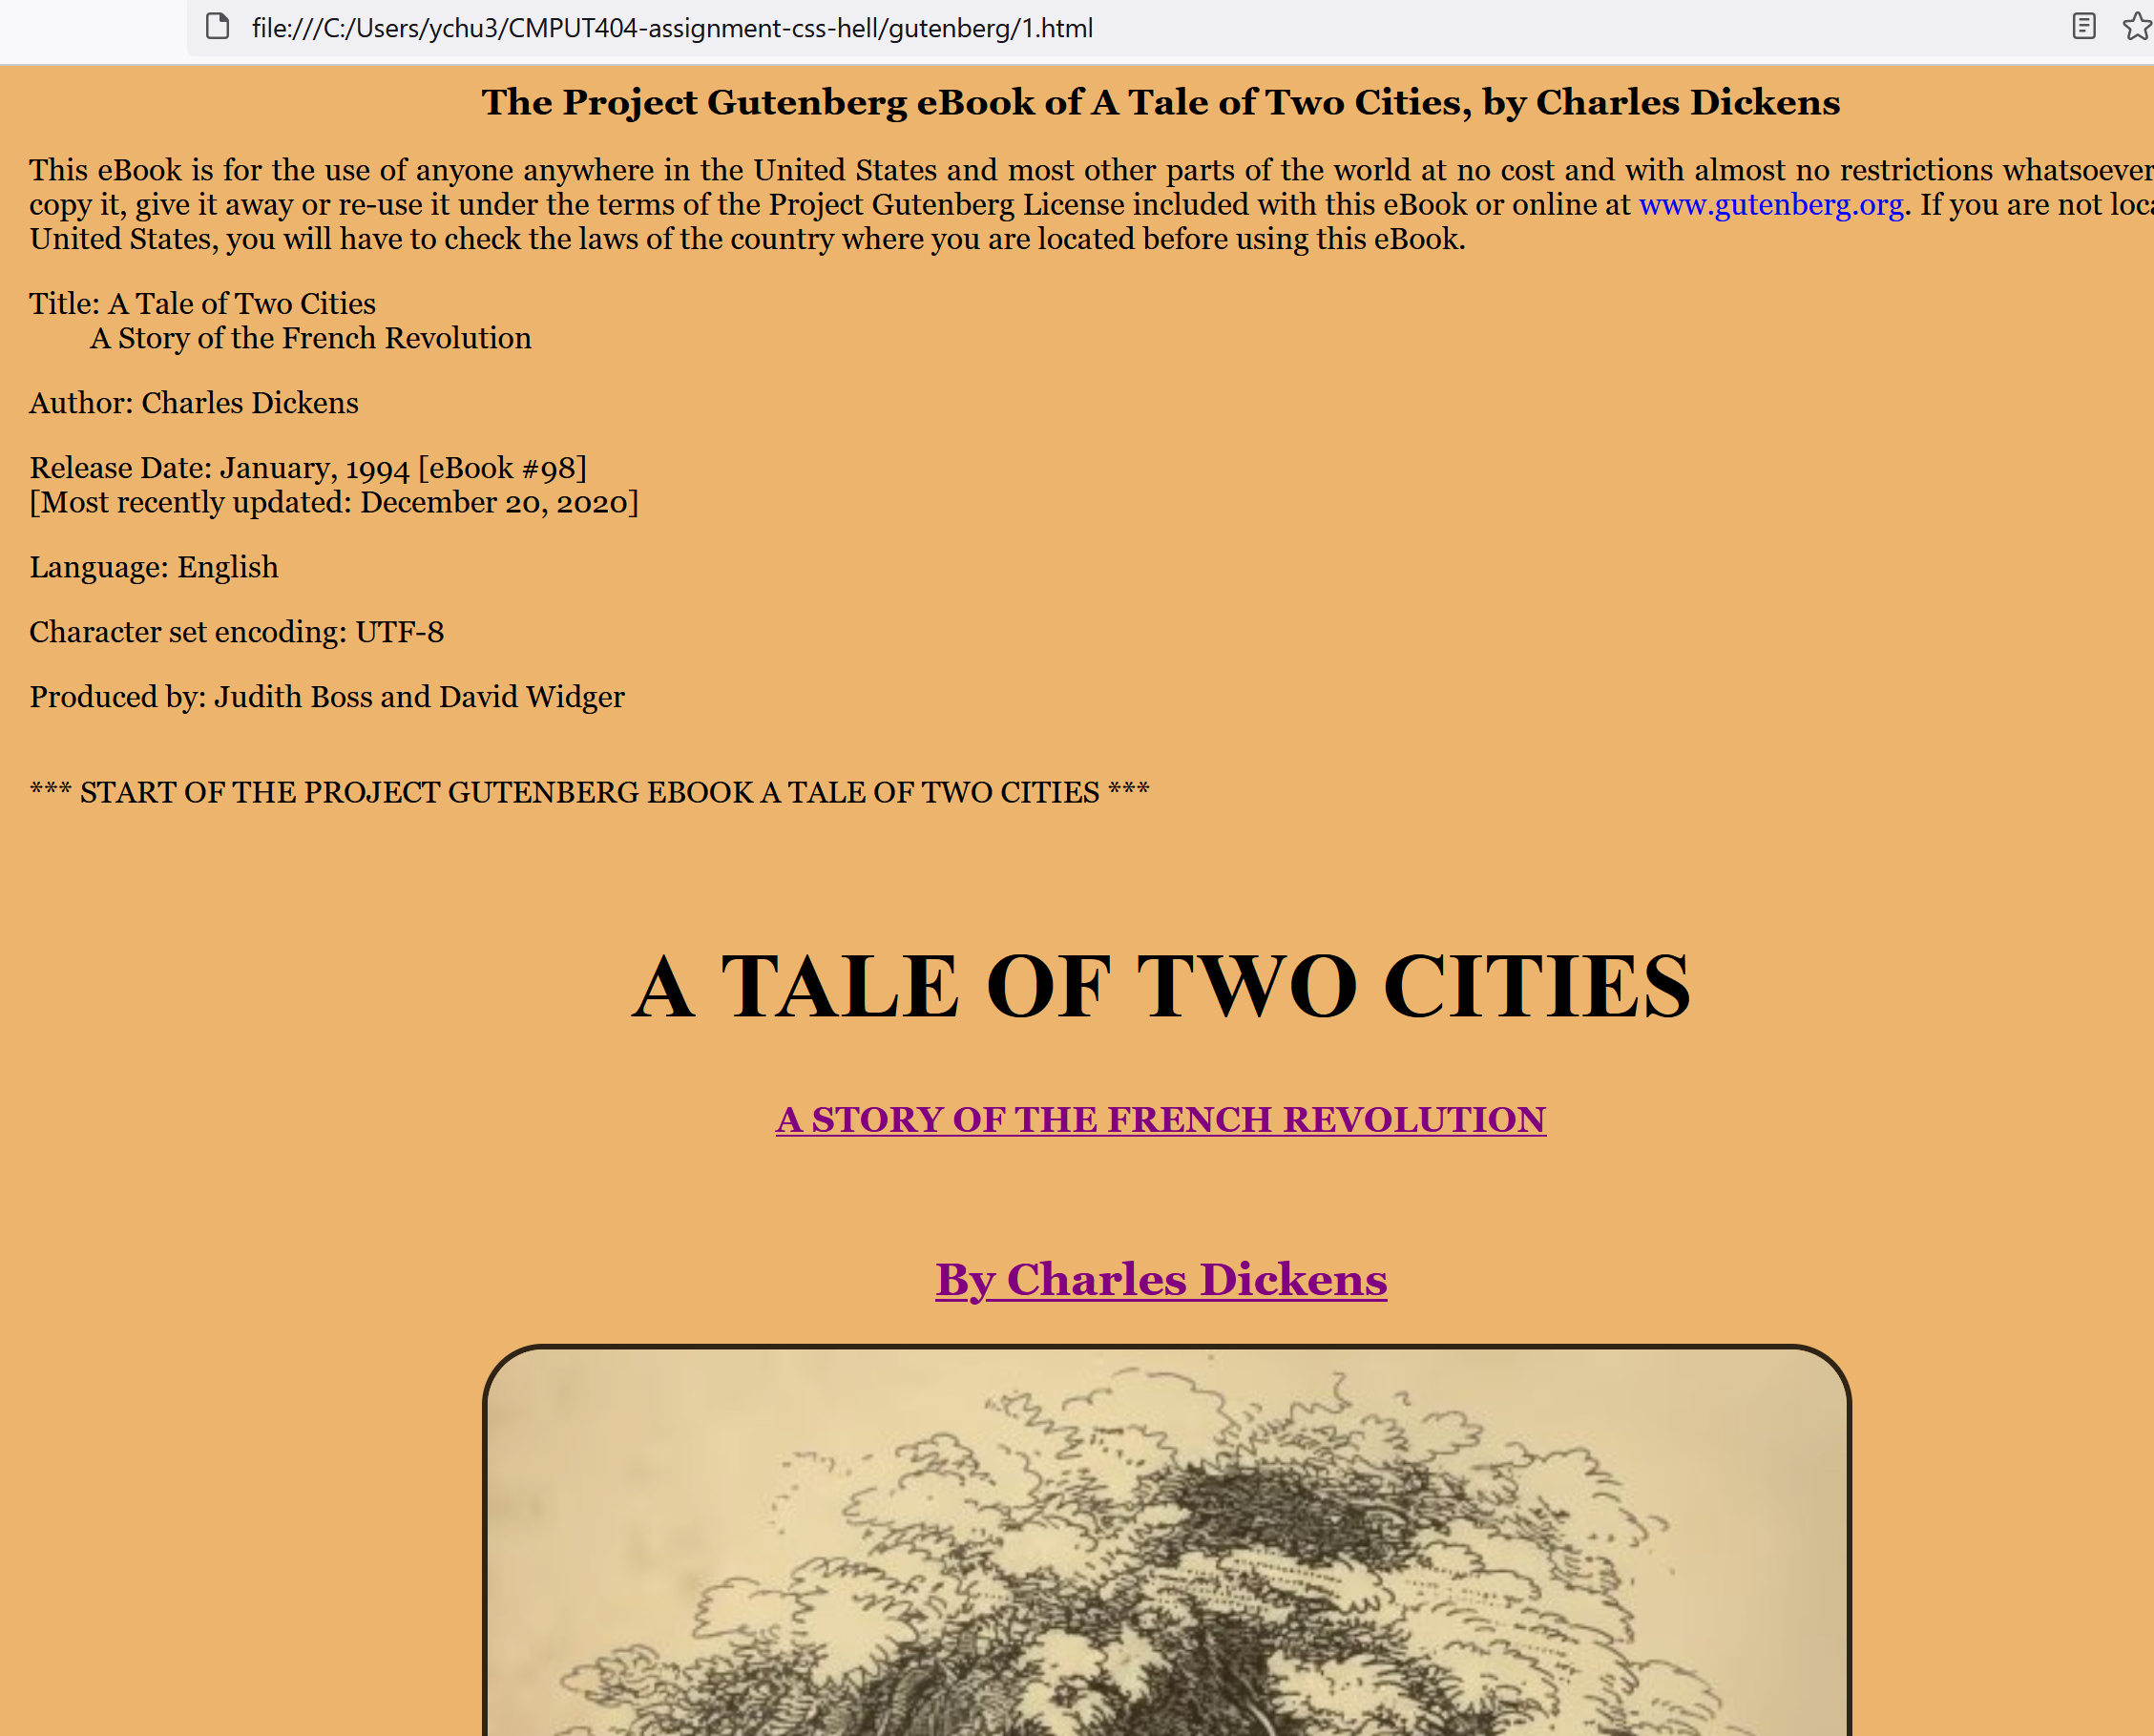 file:///C:/Users/ychu3/CMPUT404-assignment-css-hell/gutenberg/1.html
The Project Gutenberg eBook of A Tale of Two Cities, by Charles Dickens
This eBook is for the use of anyone anywhere in the United States and most other parts of the world at no cost and with almost no restrictions whatsoever
copy it, give it away or re-use it under the terms of the Project Gutenberg License included with this eBook or online at www.gutenberg.org. If you are not
United States, you will have to check the laws of the country where you are located before using this eBook.
Title: A Tale of Two Cities
A Story of the French Revolution
Author: Charles Dickens
Release Date: January, 1994 [eBook #98]
[Most recently updated: December 20, 2020]
Language: English
Character set encoding: UTF-8
Produced by: Judith Boss and David Widger
*** START OF THE PROJECT GUTENBERG EBOOK A TALE OF TWO CITIES ***
A TALE OF TWO CITIES
A STORY OF THE FRENCH REVOLUTION
By Charles Dickens